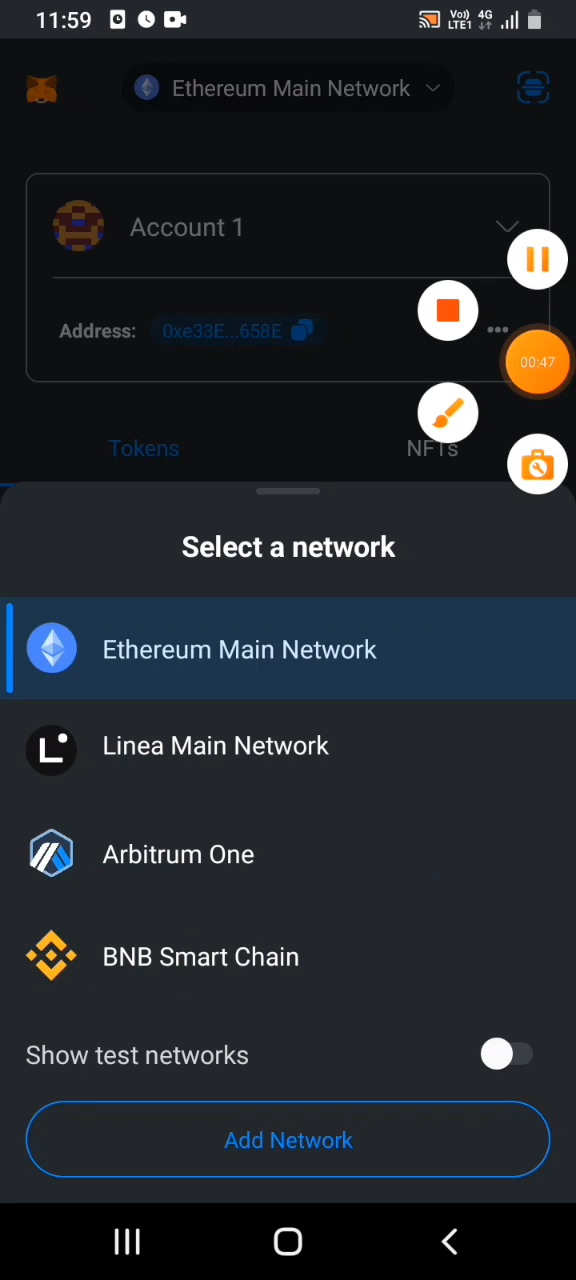 11:59
Vo)) 4G
LTE1
Ethereum Main Network
Account 1
Address: 0xe33E...658E
00:47
Tokens
NFTs
Select a network
Ethereum Main Network
Linea Main Network
Arbitrum One
BNB Smart Chain
Show test networks
Add Network